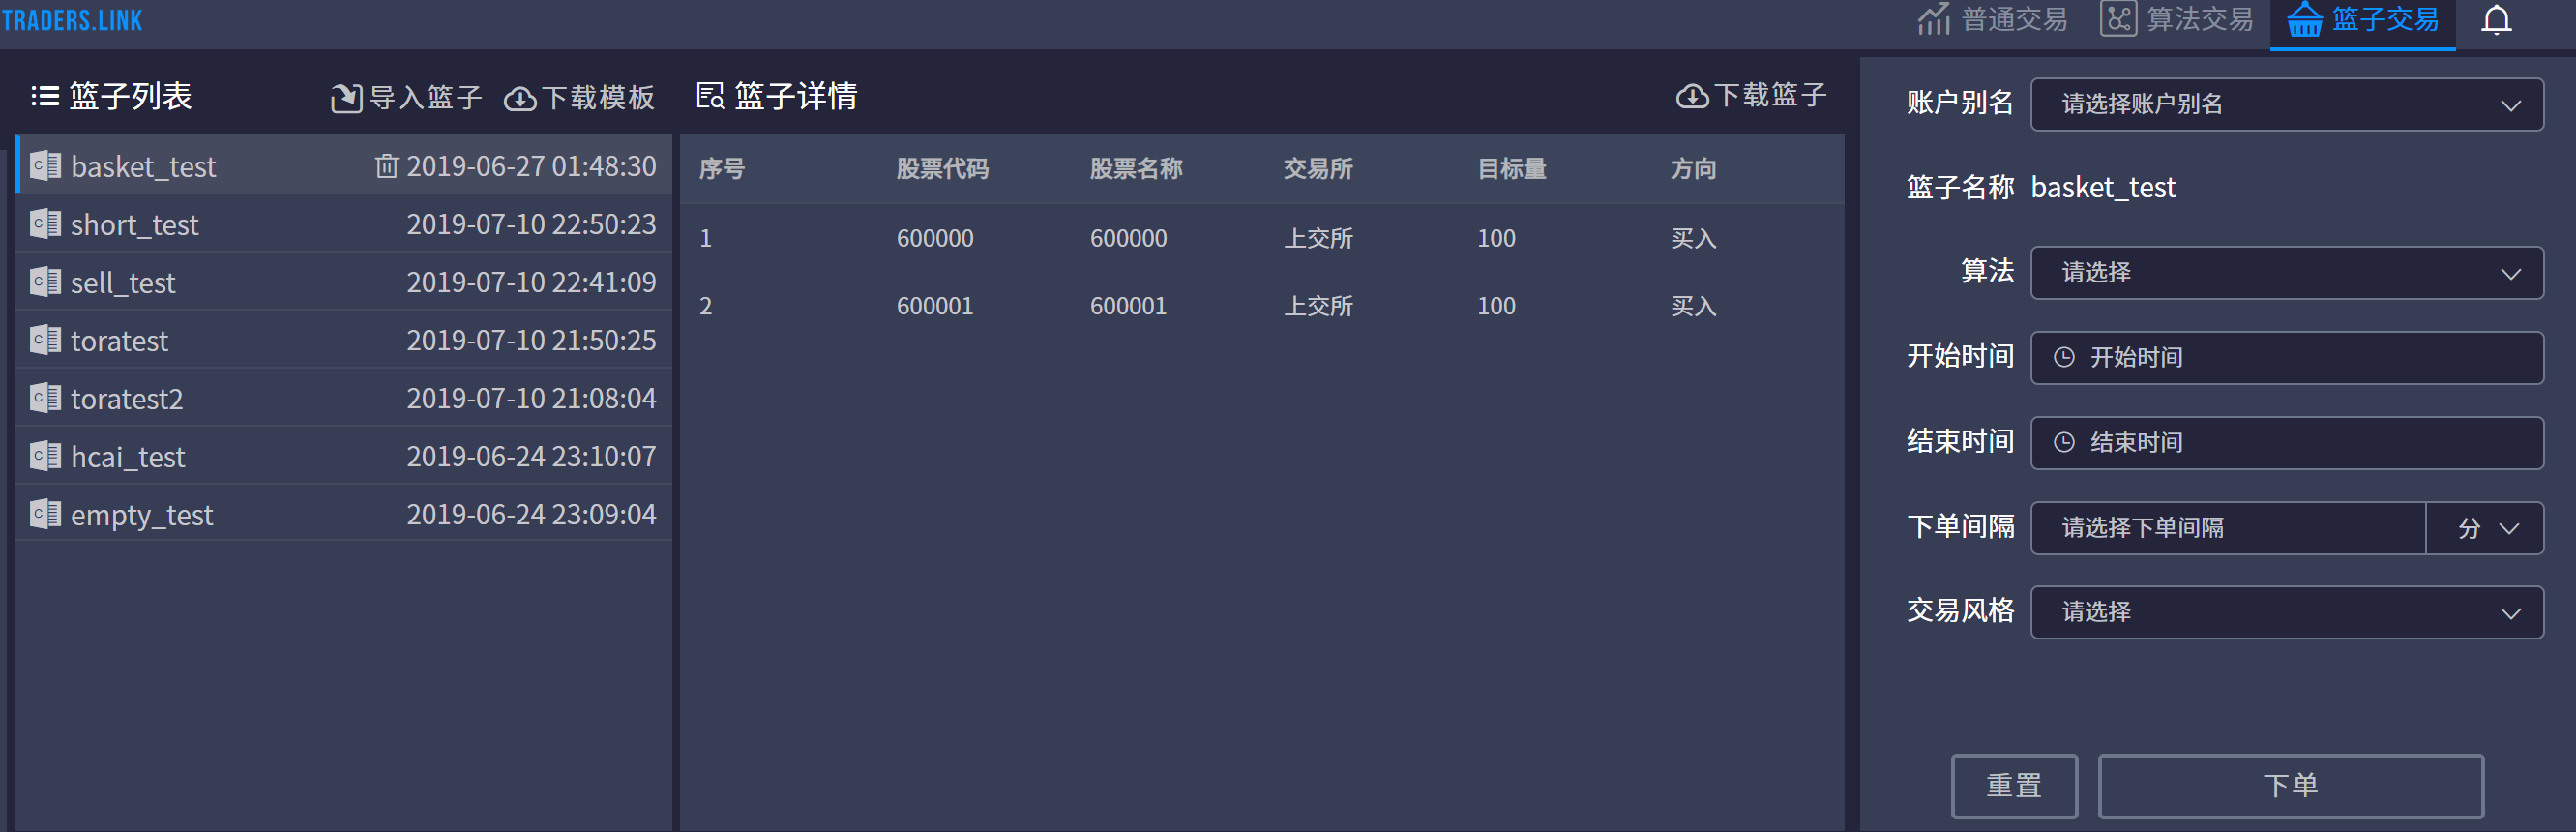 TRADERS.LINK
普通交易 算法交易 篮子交易
篮子列表 导入篮子 下载模板
basket_test 2019-06-27 01:48:30
short_test 2019-07-10 22:50:23
sell_test 2019-07-10 22:41:09
toratest 2019-07-10 21:50:25
toratest2 2019-07-10 21:08:04
hcai_test 2019-06-24 23:10:07
empty_test 2019-06-24 23:09:04
篮子详情 下载篮子
序号 股票代码 股票名称 交易所 目标量 方向
1 600000 600000 上交所 100 买入
2 600001 600001 上交所 100 买入
账户别名 请选择账户别名
篮子名称 basket_test
算法 请选择
开始时间 开始时间
结束时间 结束时间
下单间隔 请选择下单间隔 分
交易风格 请选择
重置 下单